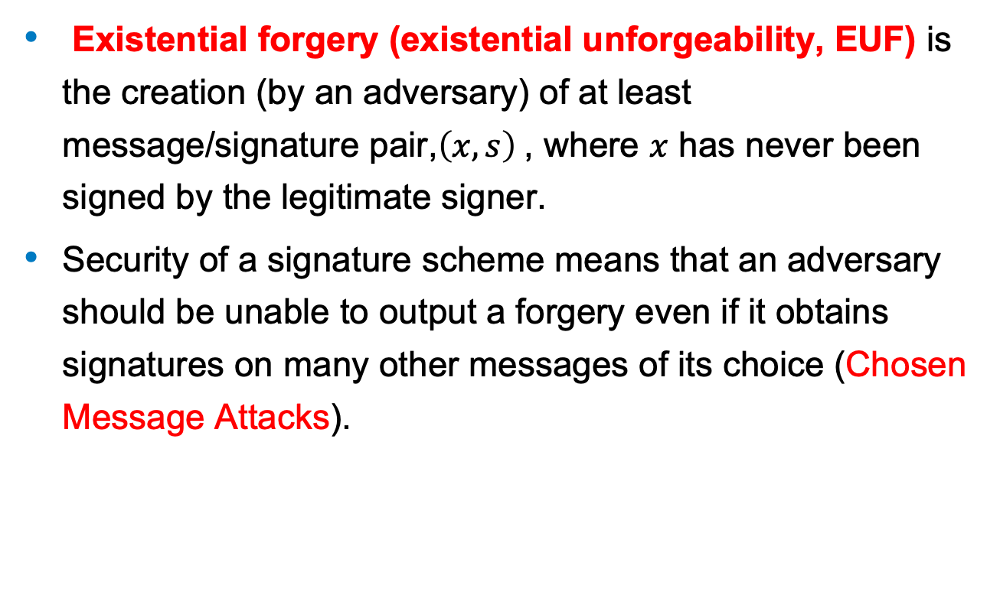 • Existential forgery (existential unforgeability, EUF) is
the creation (by an adversary) of at least
message/signature pair,(𝑥, 𝑠) , where 𝑥 has never been
signed by the legitimate signer.
• Security of a signature scheme means that an adversary
should be unable to output a forgery even if it obtains
signatures on many other messages of its choice (Chosen
Message Attacks).